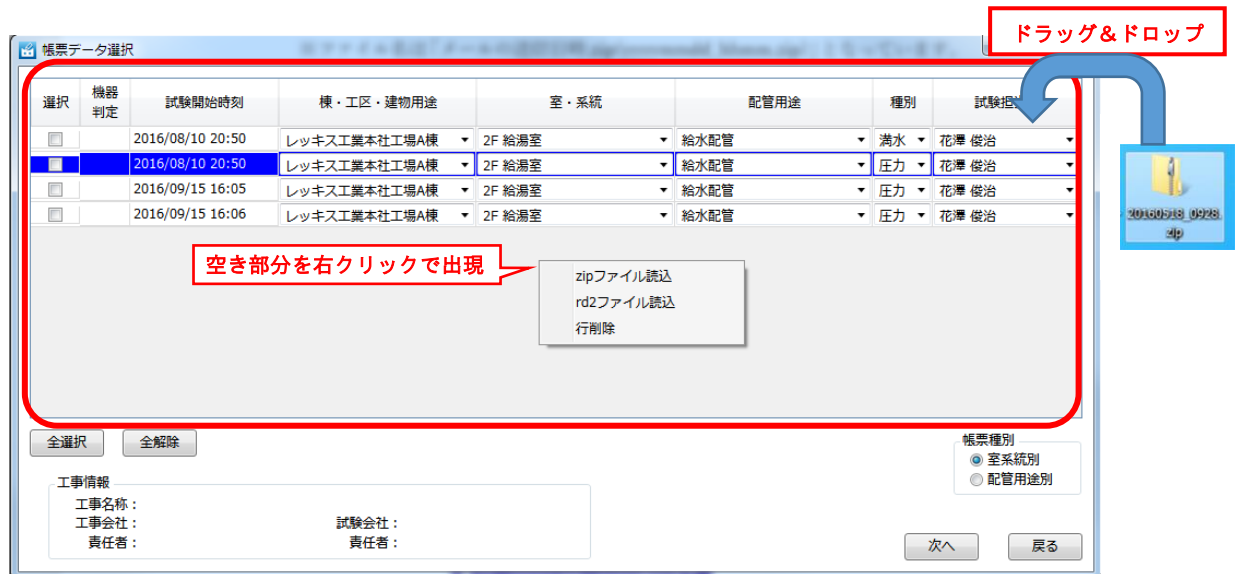 ドラッグ＆ドロップ
帳票データ選択
選択 機器判定 試験開始時刻 棟・工区・建物用途 室・系統 配管用途 種別 試験担
2016/08/10 20:50 レッキス工業本社工場A棟 2F 給湯室 給水配管 満水 花澤 俊治
2016/08/10 20:50 レッキス工業本社工場A棟 2F 給湯室 給水配管 圧力 花澤 俊治
2016/09/15 16:05 レッキス工業本社工場A棟 2F 給湯室 給水配管 圧力 花澤 俊治
2016/09/15 16:06 レッキス工業本社工場A棟 2F 給湯室 給水配管 圧力 花澤 俊治
20160518_0928.
zip
空き部分を右クリックで出現
zipファイル読込
rd2ファイル読込
行削除
全選択 全解除
帳票種別
室系統別
配管用途別
工事情報
工事名称：
工事会社： 試験会社：
責任者： 責任者：
次へ 戻る